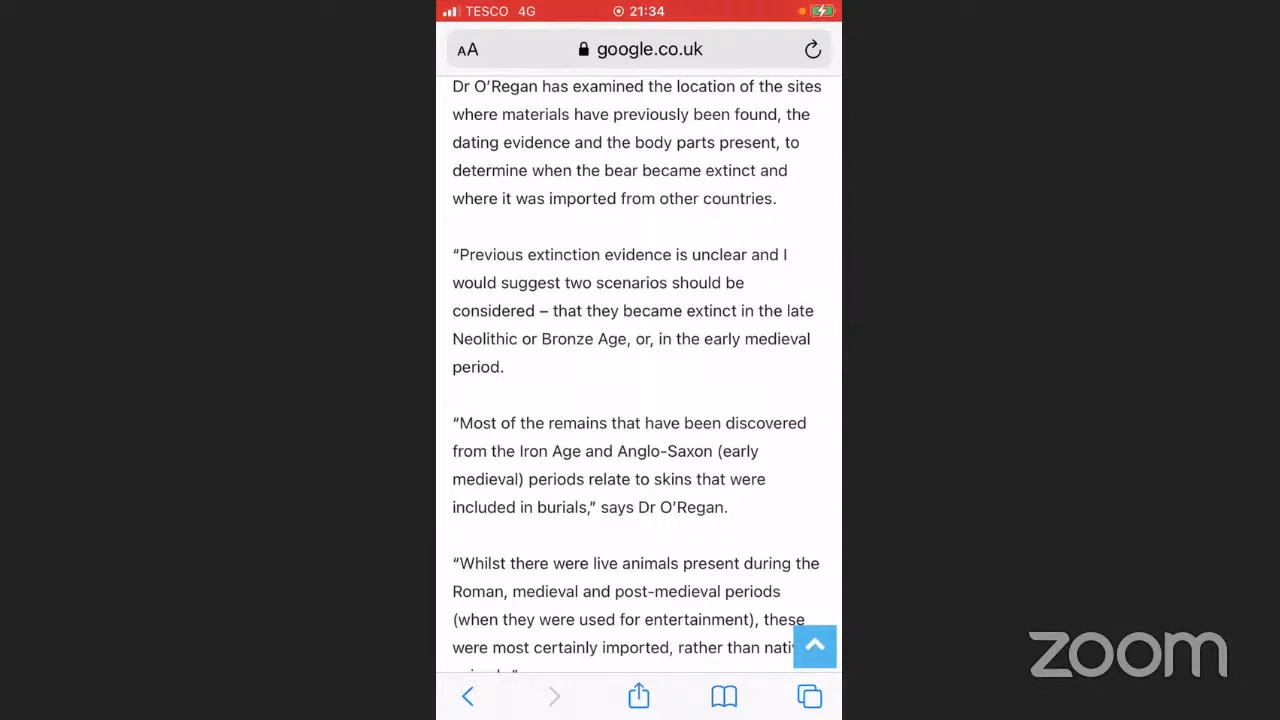 TESCO 4G 21:34
AA google.co.uk
Dr O’Regan has examined the location of the sites
where materials have previously been found, the
dating evidence and the body parts present, to
determine when the bear became extinct and
where it was imported from other countries.
“Previous extinction evidence is unclear and I
would suggest two scenarios should be
considered – that they became extinct in the late
Neolithic or Bronze Age, or, in the early medieval
period.
“Most of the remains that have been discovered
from the Iron Age and Anglo-Saxon (early
medieval) periods relate to skins that were
included in burials,” says Dr O’Regan.
“Whilst there were live animals present during the
Roman, medieval and post-medieval periods
(when they were used for entertainment), these
were most certainly imported, rather than
zoom